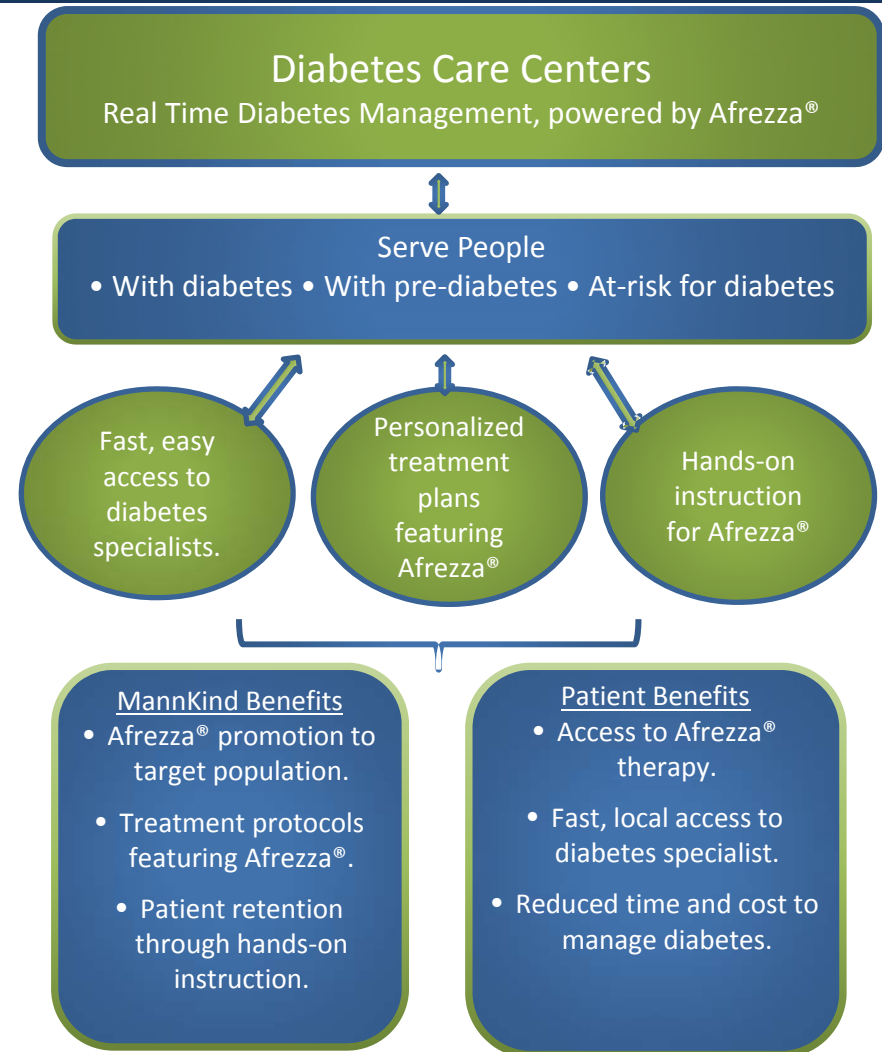 Diabetes Care Centers
Real Time Diabetes Management, powered by Afrezza®
Serve People
• With diabetes • With pre-diabetes • At-risk for diabetes
Fast, easy
access to
diabetes
specialists.
Personalized
treatment
plans
featuring
Afrezza®
Hands-on
instruction
for Afrezza®
MannKind Benefits
• Afrezza® promotion to
target population.
• Treatment protocols
featuring Afrezza®.
• Patient retention
through hands-on
instruction.
Patient Benefits
• Access to Afrezza®
therapy.
• Fast, local access to
diabetes specialist.
• Reduced time and cost to
manage diabetes.